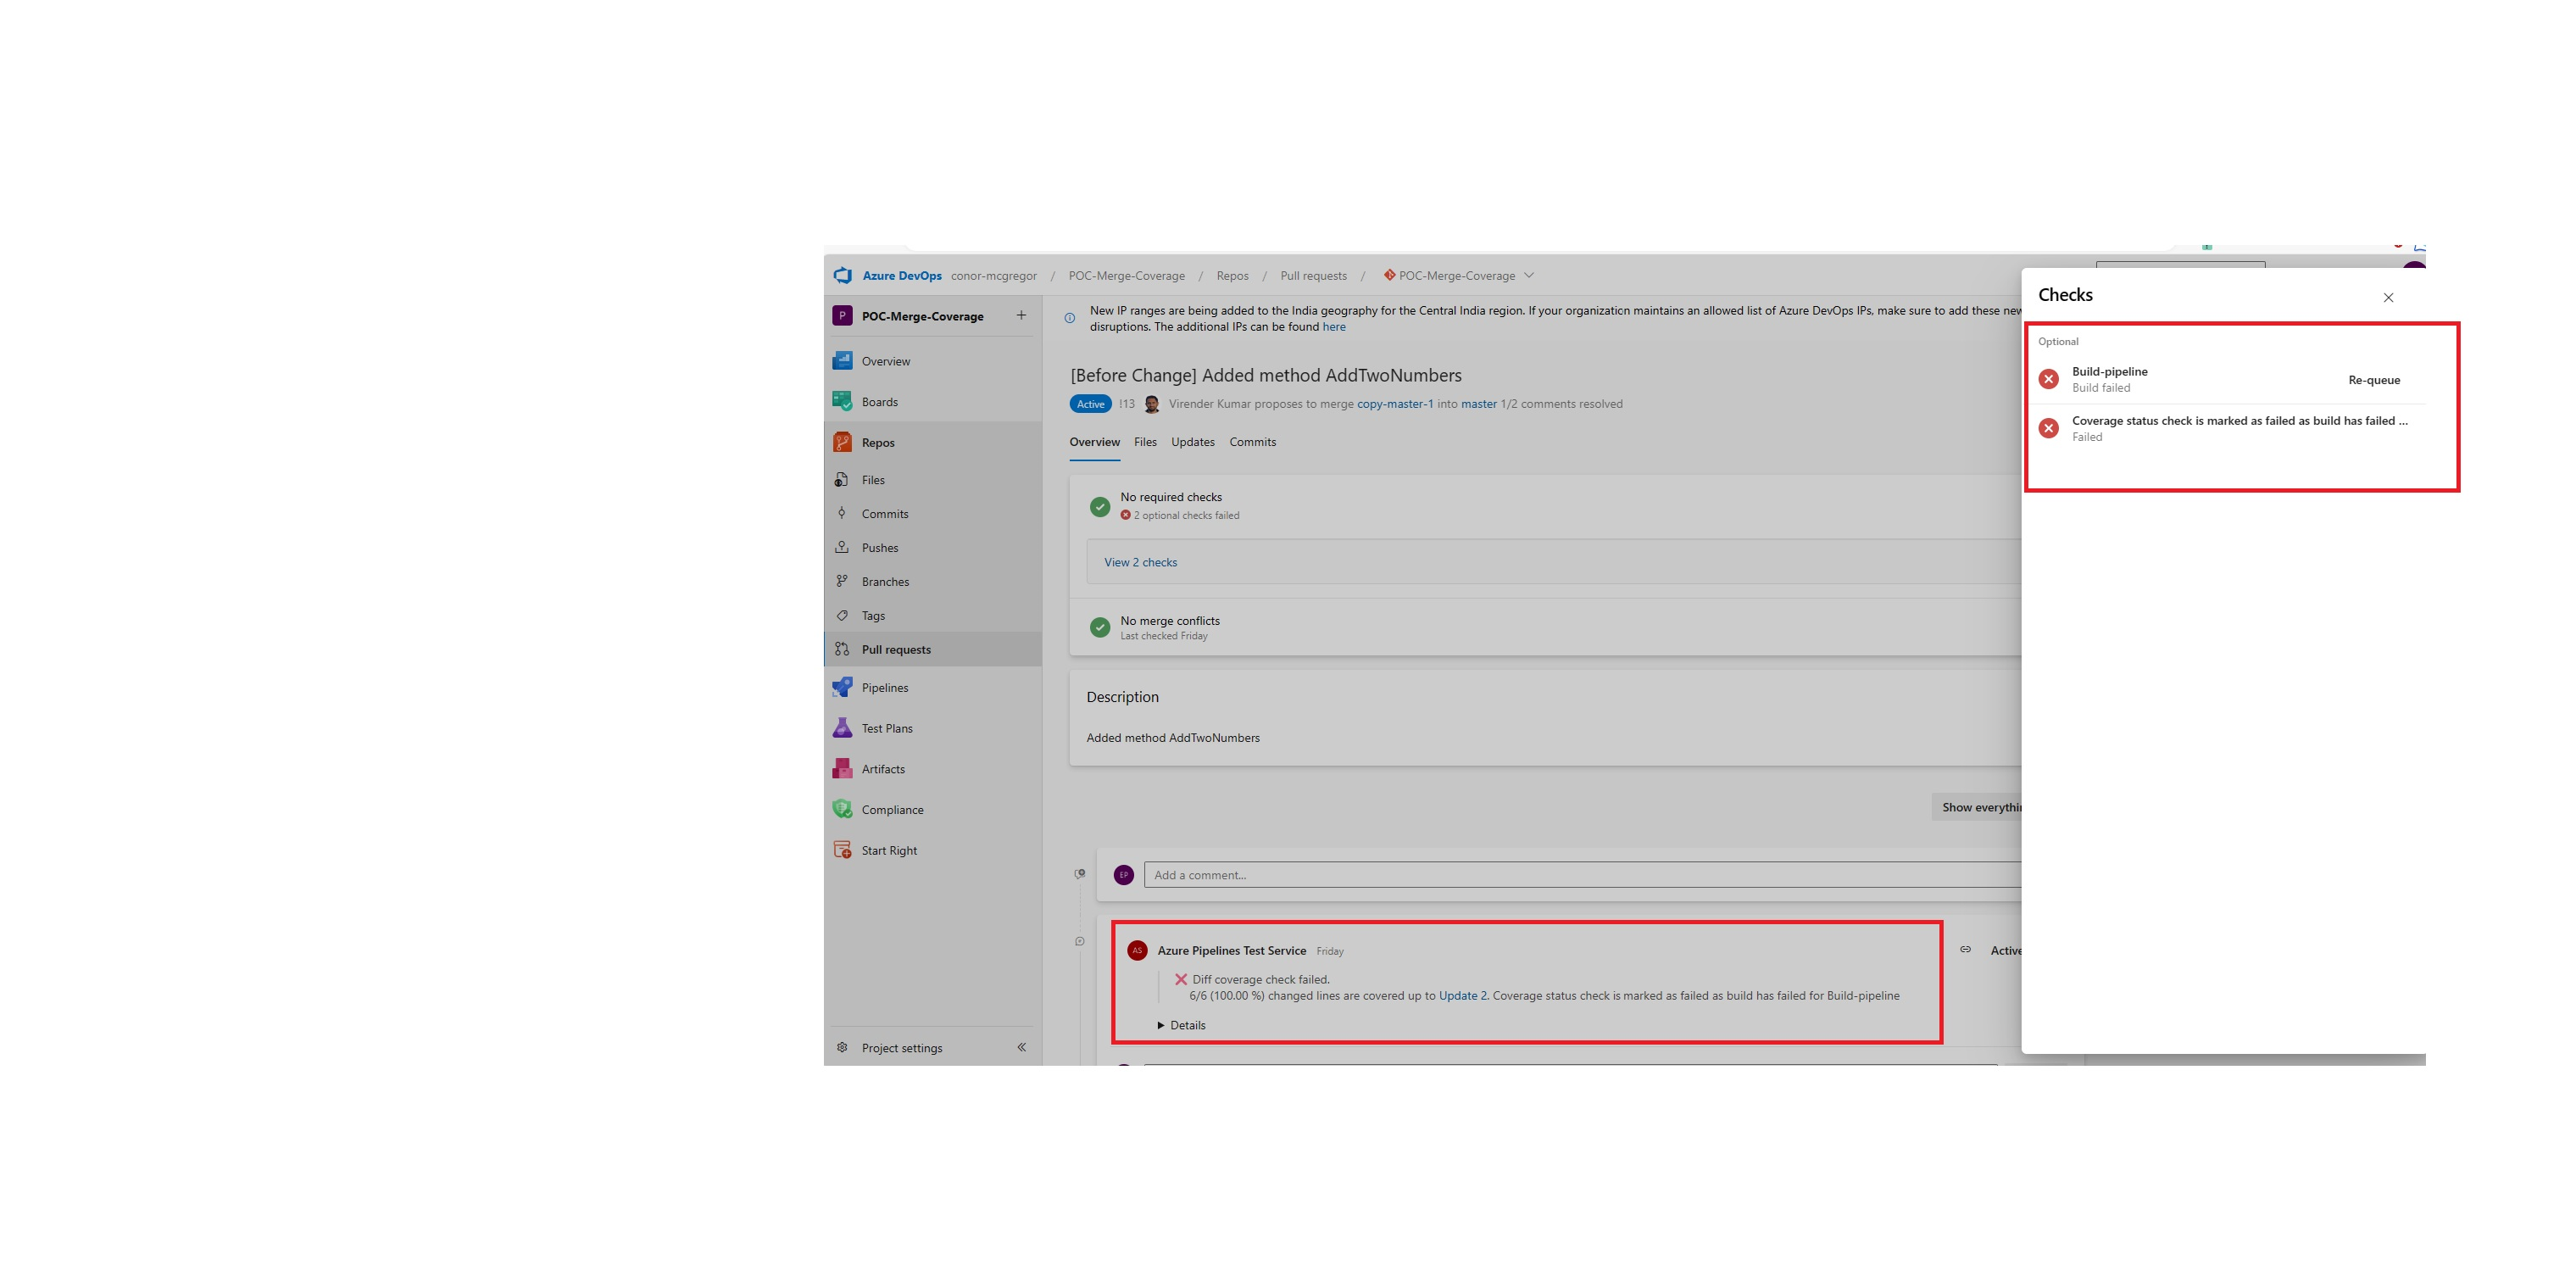 Azure DevOps conor-mcgregor / POC-Merge-Coverage / Repos / Pull requests / POC-Merge-Coverage
P POC-Merge-Coverage
Overview
Boards
Repos
Files
Commits
Pushes
Branches
Tags
Pull requests
Pipelines
Test Plans
Artifacts
Compliance
Start Right
Project settings
New IP ranges are being added to the India geography for the Central India region. If your organization maintains an allowed list of Azure DevOps IPs, make sure to add these new
disruptions. The additional IPs can be found here
[Before Change] Added method AddTwoNumbers
Active !13 Virender Kumar proposes to merge copy-master-1 into master 1/2 comments resolved
Overview Files Updates Commits
No required checks
2 optional checks failed
View 2 checks
No merge conflicts
Last checked Friday
Description
Added method AddTwoNumbers
Show everythin
EP Add a comment...
AS Azure Pipelines Test Service Friday Active
❌ Diff coverage check failed.
6/6 (100.00 %) changed lines are covered up to Update 2. Coverage status check is marked as failed as build has failed for Build-pipeline
Details
Checks
Optional
Build-pipeline
Build failed
Re-queue
Coverage status check is marked as failed as build has failed ...
Failed